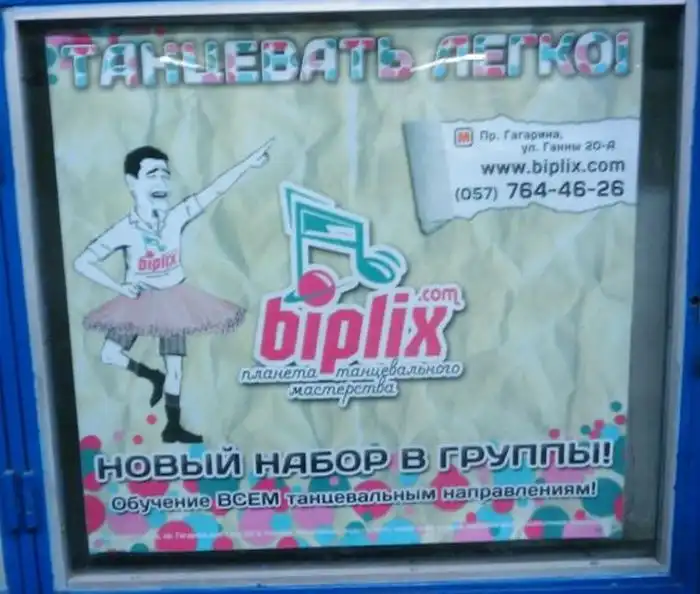 ТАНЦЕВАТЬ ЛЕГКО!
М Пр. Гагарина,
ул. Ганны 20-А
www.biplix.com
(057) 764-46-26
biplix
.com
biplix
планета танцевального
мастерства
НОВЫЙ НАБОР В ГРУППЫ!
Обучение ВСЕМ танцевальным направлениям!